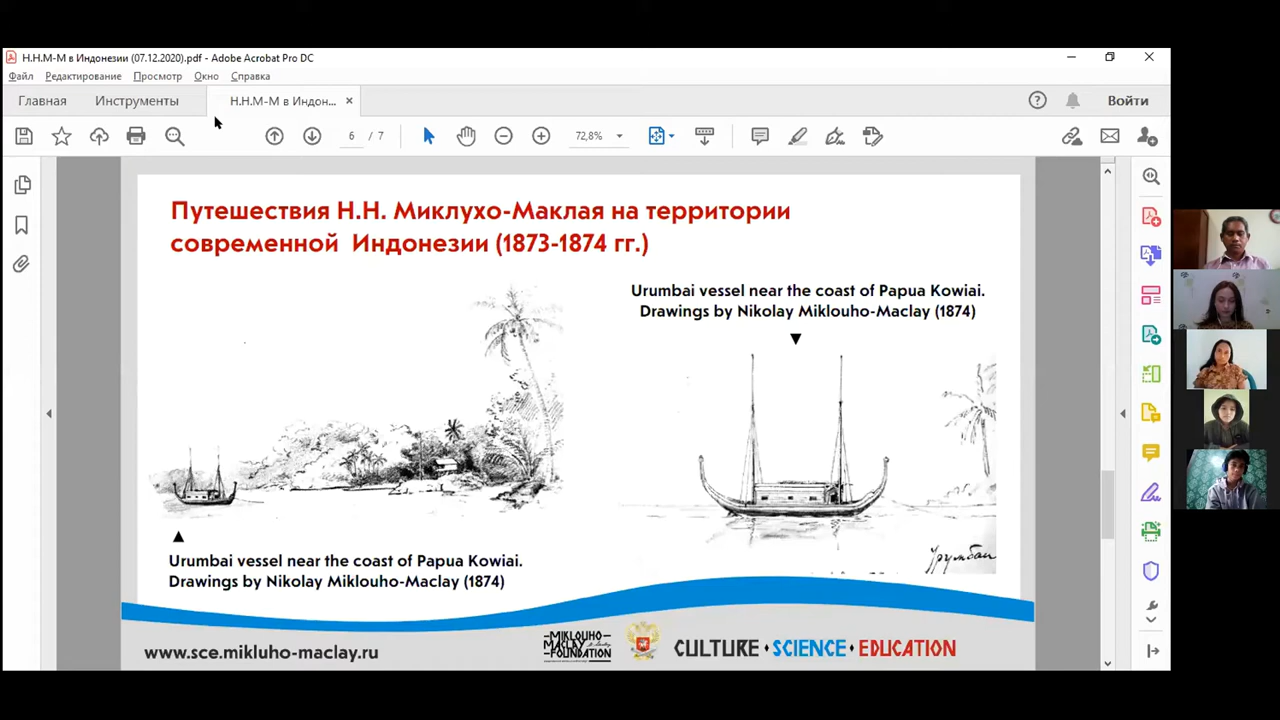 Н.Н.М-М в Индонезии (07.12.2020).pdf - Adobe Acrobat Pro DC
Файл Редактирование Просмотр Окно Справка
Главная Инструменты Н.Н.М-М в Индон... × Войти
6 / 7 72,8%
Путешествия Н.Н. Миклухо-Маклая на территории
современной Индонезии (1873-1874 гг.)
Urumbai vessel near the coast of Papua Kowiai.
Drawings by Nikolay Miklouho-Maclay (1874)
Урумбай
Urumbai vessel near the coast of Papua Kowiai.
Drawings by Nikolay Miklouho-Maclay (1874)
www.sce.mikluho-maclay.ru
MIKLOUHO
MACLAY
FOUNDATION
CULTURE • SCIENCE • EDUCATION